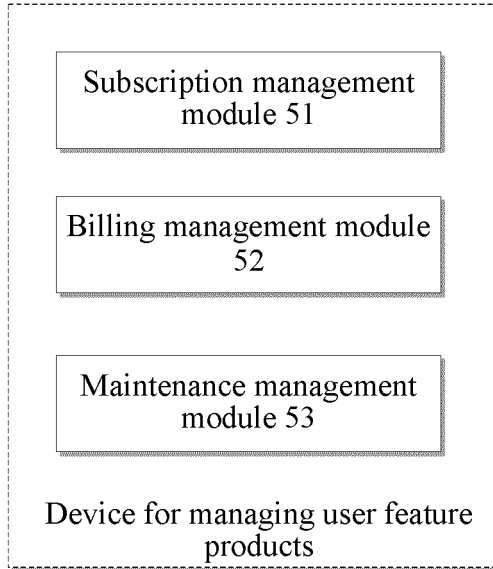 Subscription management
module 51
Billing management module
52
Maintenance management
module 53
Device for managing user feature
products